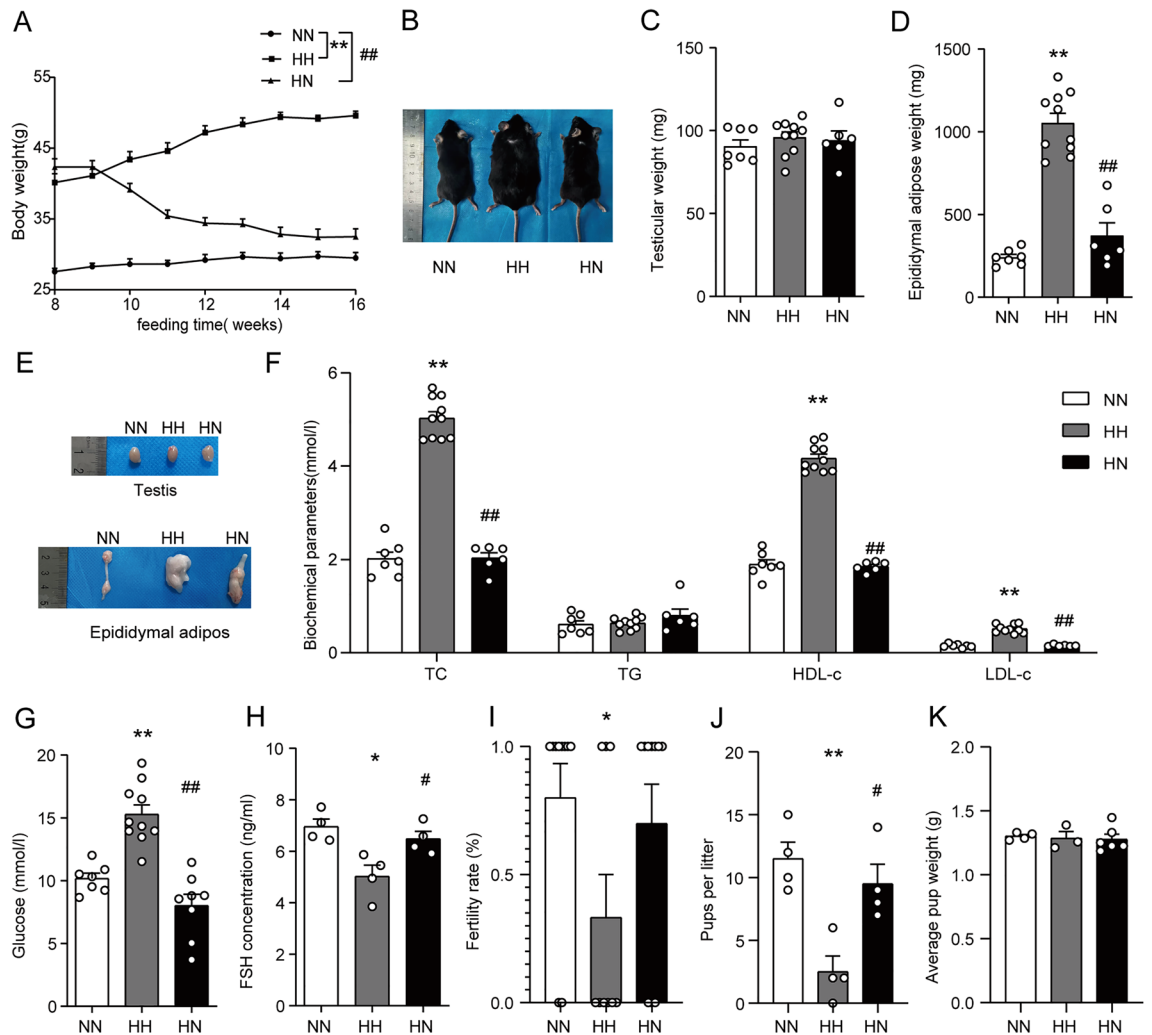 A
NN
HH
HN
**
##
Body weight(g)
55
45
35
25
8
10
12
14
16
feeding time( weeks)
B
NN
HH
HN
C
Testicular weight (mg)
150
100
50
0
NN
HH
HN
D
Epididymal adipose weight (mg)
1500
1000
500
0
**
##
NN
HH
HN
E
NN HH HN
1
2
Testis
NN HH HN
2
3
4
5
Epididymal adipos
F
Biochemical parameters(mmol/l)
6
4
2
0
**
##
**
##
**
##
TC
TG
HDL-c
LDL-c
NN
HH
HN
G
Glucose (mmol/l)
20
15
10
5
0
**
##
NN
HH
HN
H
FSH concentration (ng/ml)
10
8
6
4
2
0
*
#
NN
HH
HN
I
Fertility rate (%)
1.0
0.5
0.0
*
NN
HH
HN
J
Pups per litter
20
15
10
5
0
**
#
NN
HH
HN
K
Average pup weight (g)
2.0
1.5
1.0
0.5
0.0
NN
HH
HN